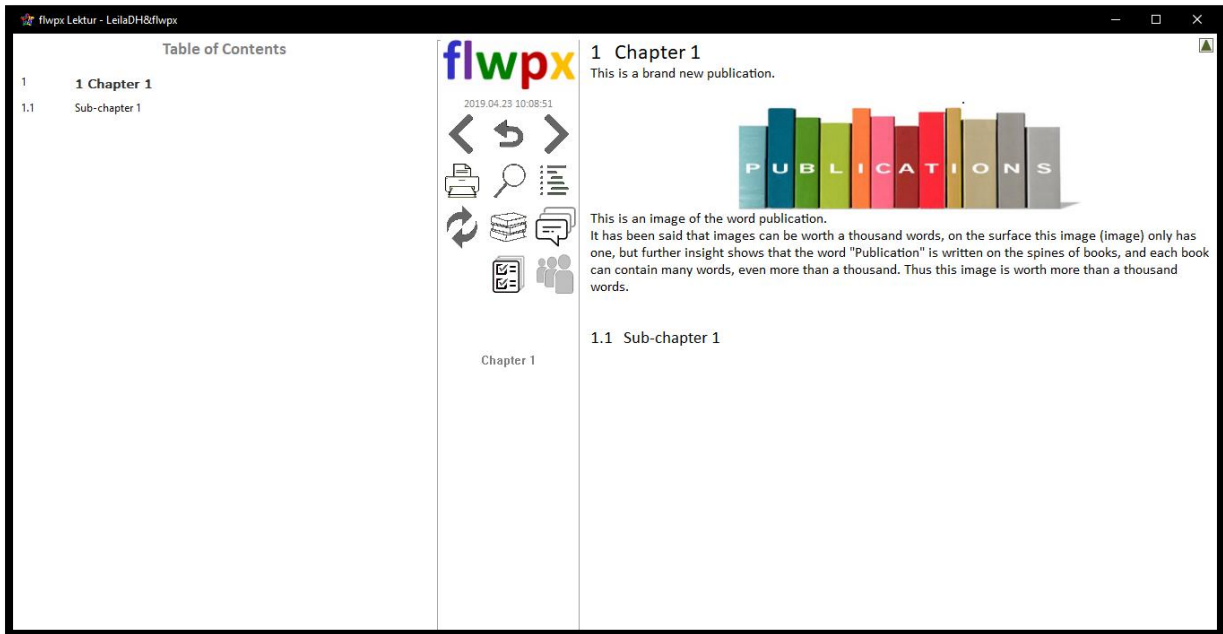 flwpx Lektur - LeilaDH&flwpx
Table of Contents
1 1 Chapter 1
1.1 Sub-chapter 1
flwpx
2019.04.23 10:08:51
Chapter 1
1 Chapter 1
This is a brand new publication.
PUBLICATIONS
This is an image of the word publication.
It has been said that images can be worth a thousand words, on the surface this image (image) only has
one, but further insight shows that the word "Publication" is written on the spines of books, and each book
can contain many words, even more than a thousand. Thus this image is worth more than a thousand
words.
1.1 Sub-chapter 1